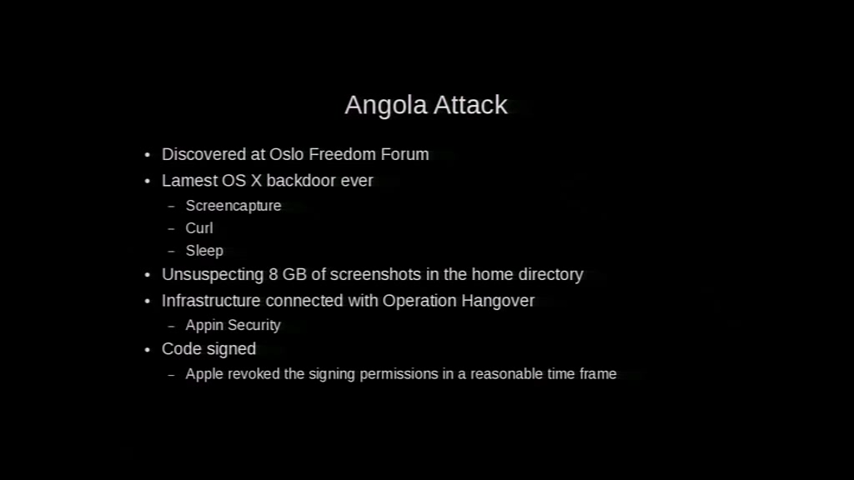 Angola Attack
• Discovered at Oslo Freedom Forum
• Lamest OS X backdoor ever
– Screencapture
– Curl
– Sleep
• Unsuspecting 8 GB of screenshots in the home directory
• Infrastructure connected with Operation Hangover
– Appin Security
• Code signed
– Apple revoked the signing permissions in a reasonable time frame